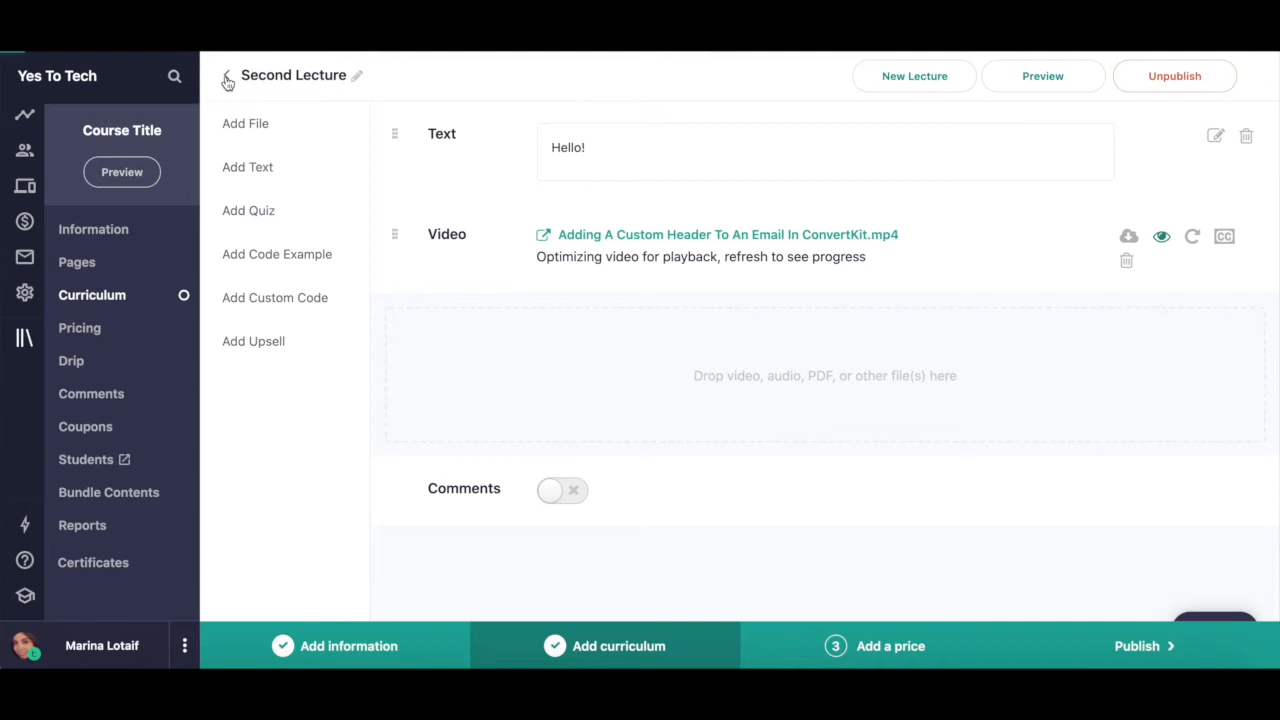 Yes To Tech
Course Title
Preview
Information
Pages
Curriculum
Pricing
Drip
Comments
Coupons
Students
Bundle Contents
Reports
Certificates
Marina Lotaif
Second Lecture
New Lecture
Preview
Unpublish
Add File
Add Text
Add Quiz
Add Code Example
Add Custom Code
Add Upsell
Text
Hello!
Video
Adding A Custom Header To An Email In ConvertKit.mp4
Optimizing video for playback, refresh to see progress
CC
Drop video, audio, PDF, or other file(s) here
Comments
Add information
Add curriculum
3 Add a price
Publish